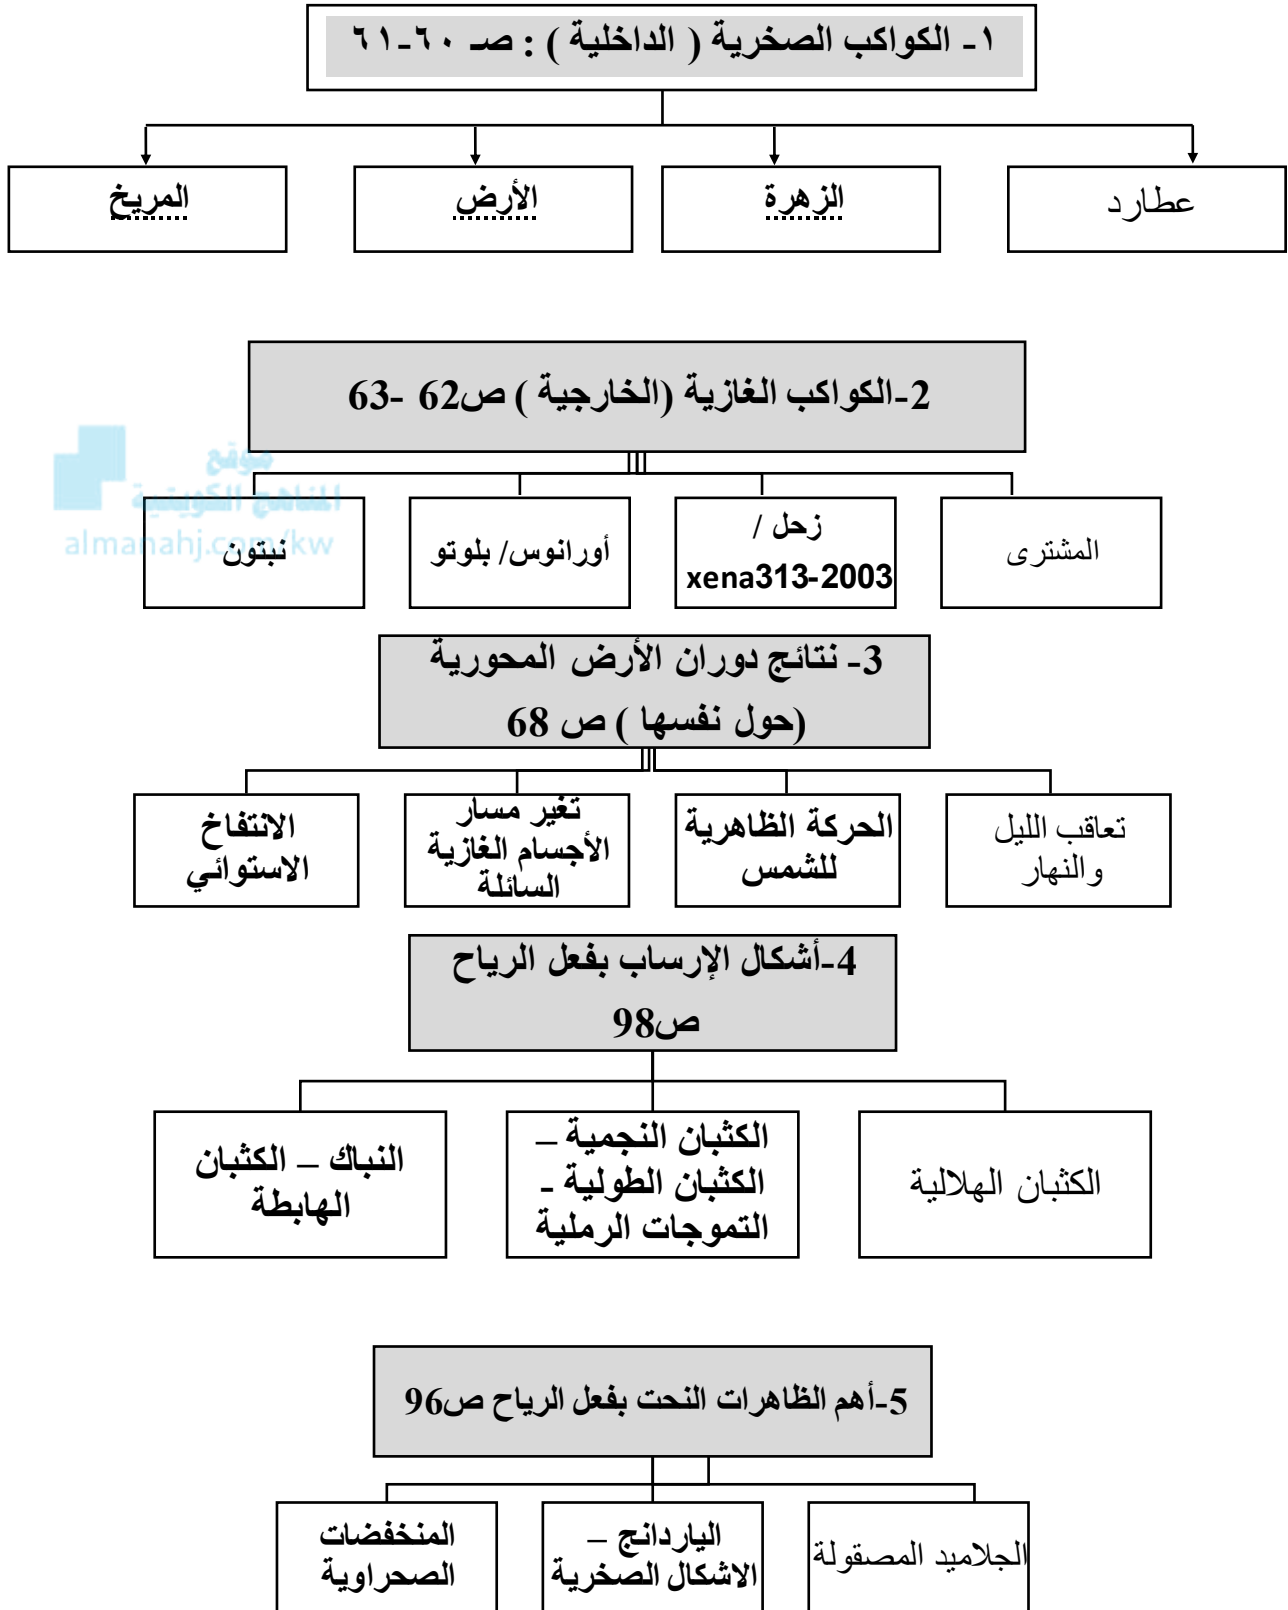 ١- الكواكب الصخرية ( الداخلية ) : صـ ٦٠-٦١
عطارد
الزهرة
الأرض
المريخ
2-الكواكب الغازية (الخارجية ) ص62 -63
موقع
المناهج الكويتية
almanahj.com/kw
المشترى
زحل /
xena313-2003
أورانوس/ بلوتو
نبتون
3- نتائج دوران الأرض المحورية
(حول نفسها ) ص 68
تعاقب الليل
والنهار
الحركة الظاهرية
للشمس
تغير مسار
الأجسام الغازية
السائلة
الانتفاخ
الاستوائي
4-أشكال الإرساب بفعل الرياح
ص98
الكثبان الهلالية
الكثبان النجمية –
الكثبان الطولية -
التموجات الرملية
النباك – الكثبان
الهابطة
5-أهم الظاهرات النحت بفعل الرياح ص96
الجلاميد المصقولة
الياردانج –
الاشكال الصخرية
المنخفضات
الصحراوية